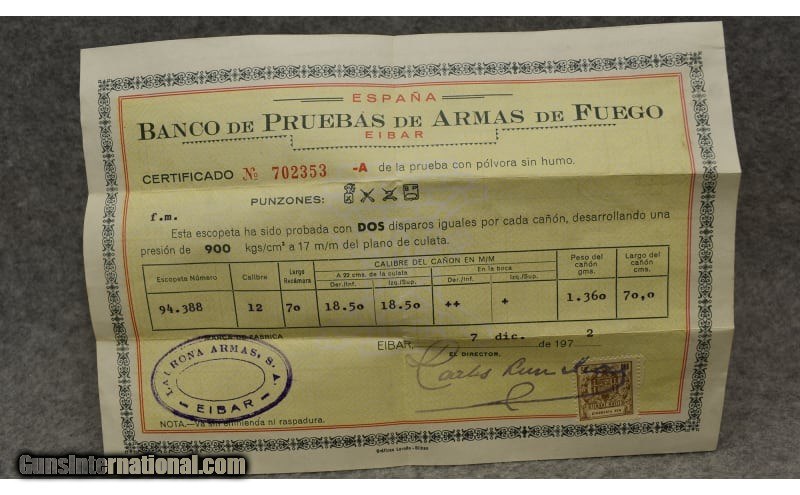 ESPAÑA
BANCO DE PRUEBAS DE ARMAS DE FUEGO
EIBAR
CERTIFICADO Nº 702353 -A de la prueba con pólvora sin humo.
PUNZONES:
f.m.
Esta escopeta ha sido probada con DOS disparos iguales por cada cañón, desarrollando una
presión de 900 kgs/cm² a 17 m/m del plano de culata.
Escopeta Número Calibre Largo Recámara CALIBRE DEL CAÑON EN M/M Peso del cañón gms. Largo del cañón cms.
A 22 cms. de la culata En la boca
Der./Inf. Izq./Sup. Der./Inf. Izq./Sup.
94.388 12 70 18.50 18.50 ++ + 1.360 70,0
MARCA DE FABRICA
EIBAR, 7 dic. de 1972
EL DIRECTOR,
ARMAS, S. A.
EIBAR
NOTA.—Va sin enmienda ni raspadura.
Gráficas Loroño-Bilbao
GunsInternational.com